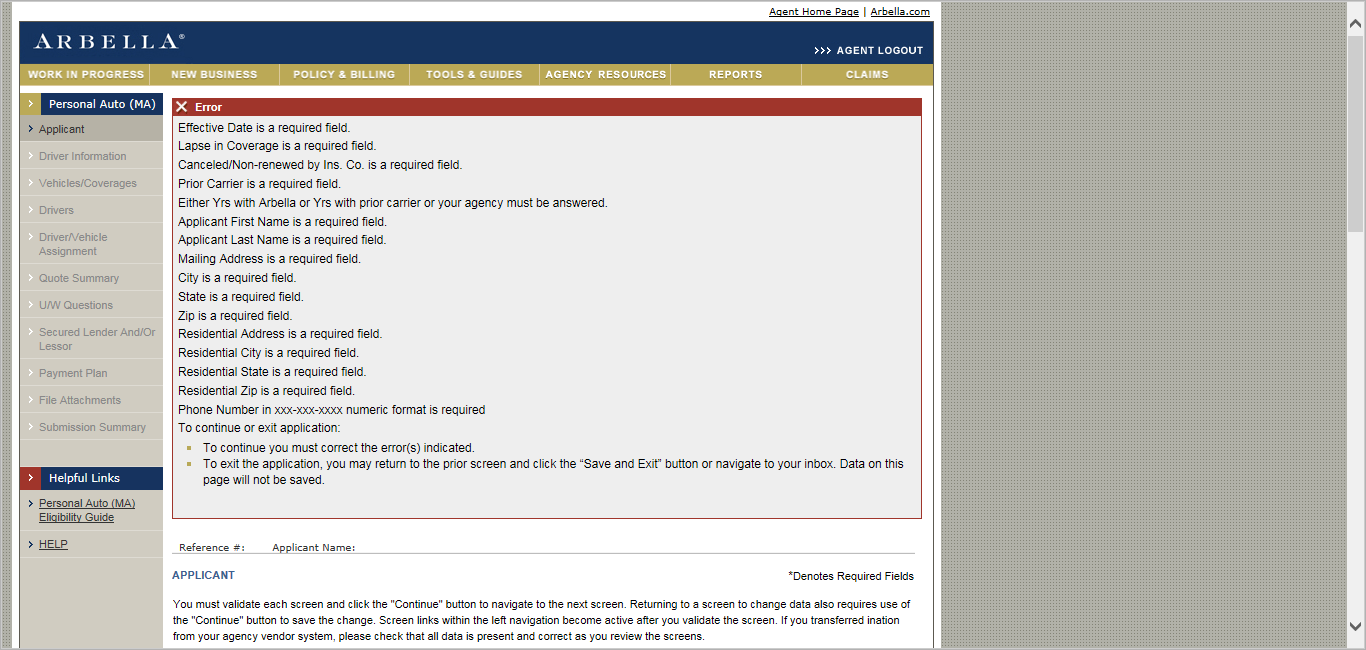 Agent Home Page | Arbella.com
ARBELLA®
>>> AGENT LOGOUT
WORK IN PROGRESS NEW BUSINESS POLICY & BILLING TOOLS & GUIDES AGENCY RESOURCES REPORTS CLAIMS
Personal Auto (MA)
Applicant
Driver Information
Vehicles/Coverages
Drivers
Driver/Vehicle
Assignment
Quote Summary
U/W Questions
Secured Lender And/Or
Lessor
Payment Plan
File Attachments
Submission Summary
Helpful Links
Personal Auto (MA)
Eligibility Guide
HELP
Error
Effective Date is a required field.
Lapse in Coverage is a required field.
Canceled/Non-renewed by Ins. Co. is a required field.
Prior Carrier is a required field.
Either Yrs with Arbella or Yrs with prior carrier or your agency must be answered.
Applicant First Name is a required field.
Applicant Last Name is a required field.
Mailing Address is a required field.
City is a required field.
State is a required field.
Zip is a required field.
Residential Address is a required field.
Residential City is a required field.
Residential State is a required field.
Residential Zip is a required field.
Phone Number in xxx-xxx-xxxx numeric format is required
To continue or exit application:
To continue you must correct the error(s) indicated.
To exit the application, you may return to the prior screen and click the “Save and Exit” button or navigate to your inbox. Data on this
page will not be saved.
Reference #: Applicant Name:
APPLICANT
*Denotes Required Fields
You must validate each screen and click the "Continue" button to navigate to the next screen. Returning to a screen to change data also requires use of
the "Continue" button to save the change. Screen links within the left navigation become active after you validate the screen. If you transferred ination
from your agency vendor system, please check that all data is present and correct as you review the screens.